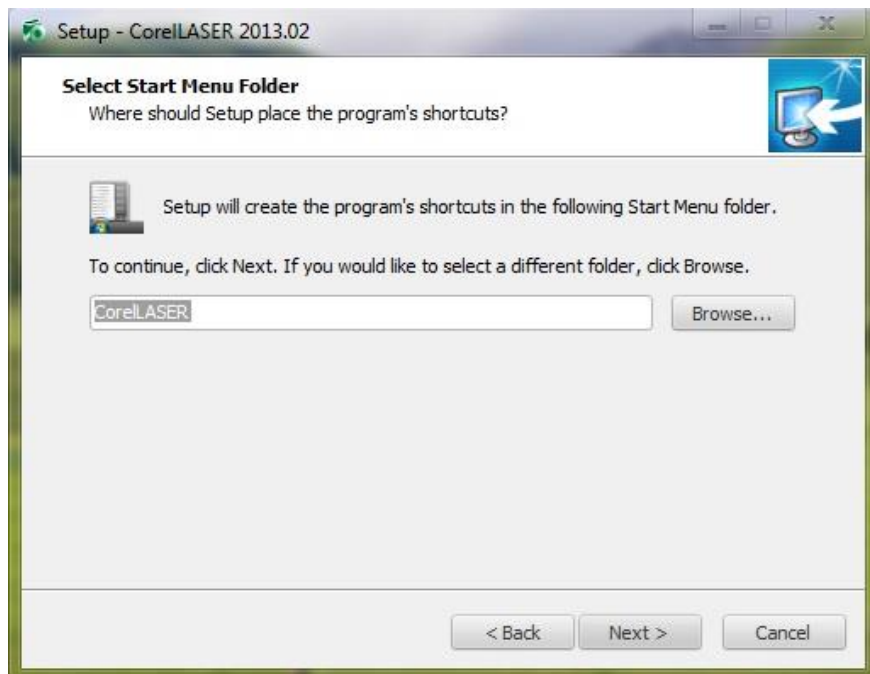 Setup - CorelLASER 2013.02
Select Start Menu Folder
Where should Setup place the program's shortcuts?
Setup will create the program's shortcuts in the following Start Menu folder.
To continue, click Next. If you would like to select a different folder, click Browse.
CorelLASER
Browse...
< Back
Next >
Cancel